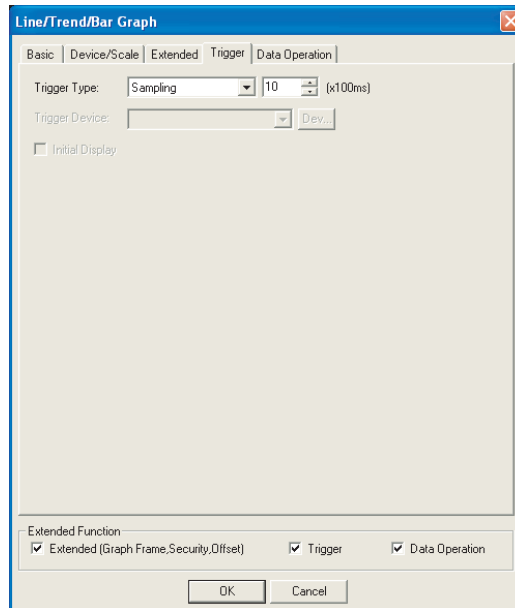 Line/Trend/Bar Graph
Basic Device/Scale Extended Trigger Data Operation
Trigger Type: Sampling 10 (x100ms)
Trigger Device: Dev...
Initial Display
Extended Function
Extended (Graph Frame,Security,Offset) Trigger Data Operation
OK Cancel